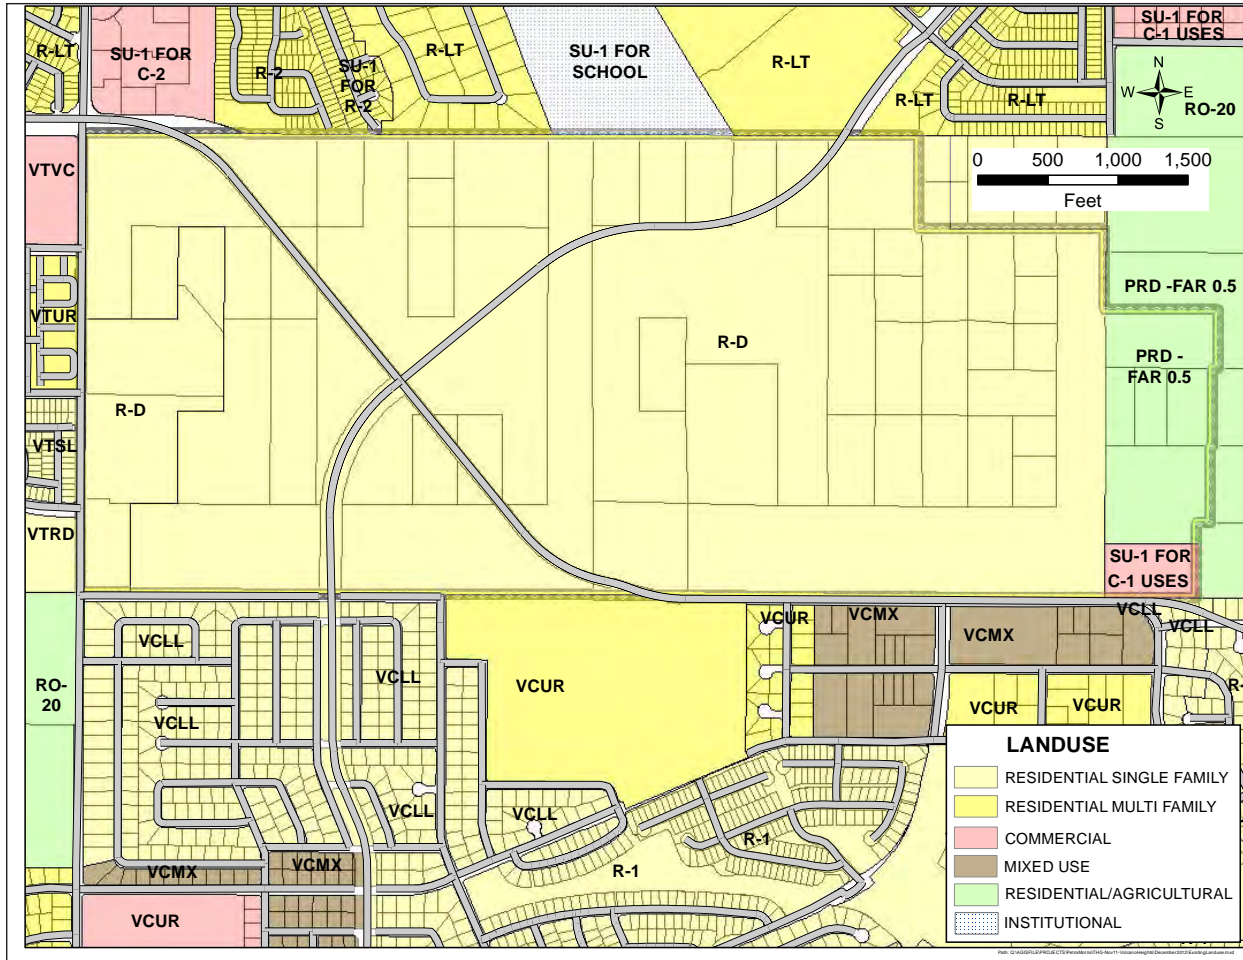 SU-1 FOR
C-1 USES
R-LT
SU-1 FOR
C-2
R-2
SU-1
FOR
R-2
R-LT
SU-1 FOR
SCHOOL
R-LT
R-LT
R-LT
N
W
E
S
RO-20
0 500 1,000 1,500
Feet
VTVC
VTUR
VTSL
VTRD
R-D
R-D
PRD -FAR 0.5
PRD -
FAR 0.5
SU-1 FOR
C-1 USES
VCLL
VCLL
VCUR
VCMX
VCMX
VCLL
VCLL
RO-
20
VCLL
VCUR
R-
VCUR
VCUR
VCLL
VCLL
R-1
R-1
VCMX
VCMX
VCUR
LANDUSE
RESIDENTIAL SINGLE FAMILY
RESIDENTIAL MULTI FAMILY
COMMERCIAL
MIXED USE
RESIDENTIAL/AGRICULTURAL
INSTITUTIONAL